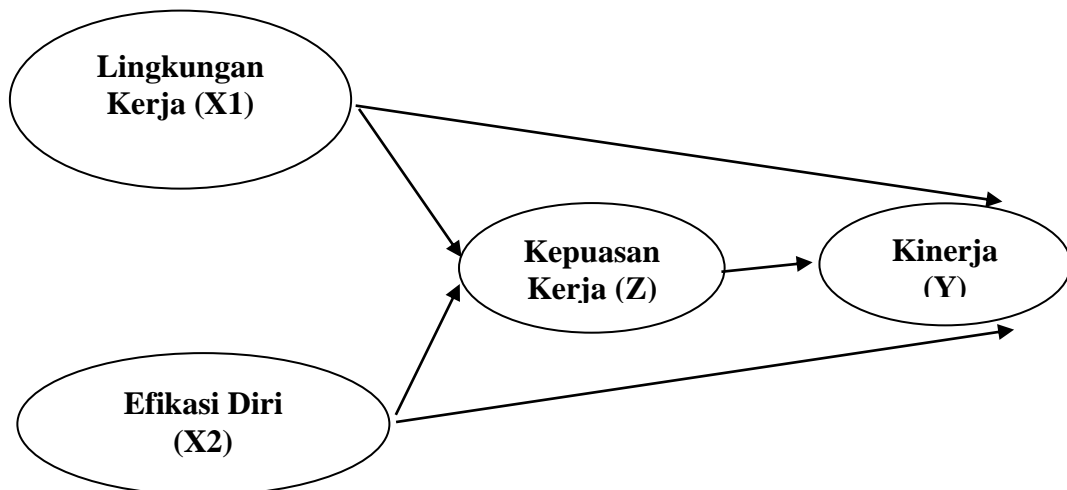 Lingkungan
Kerja (X1)
Kepuasan
Kerja (Z)
Kinerja
(Y)
Efikasi Diri
(X2)